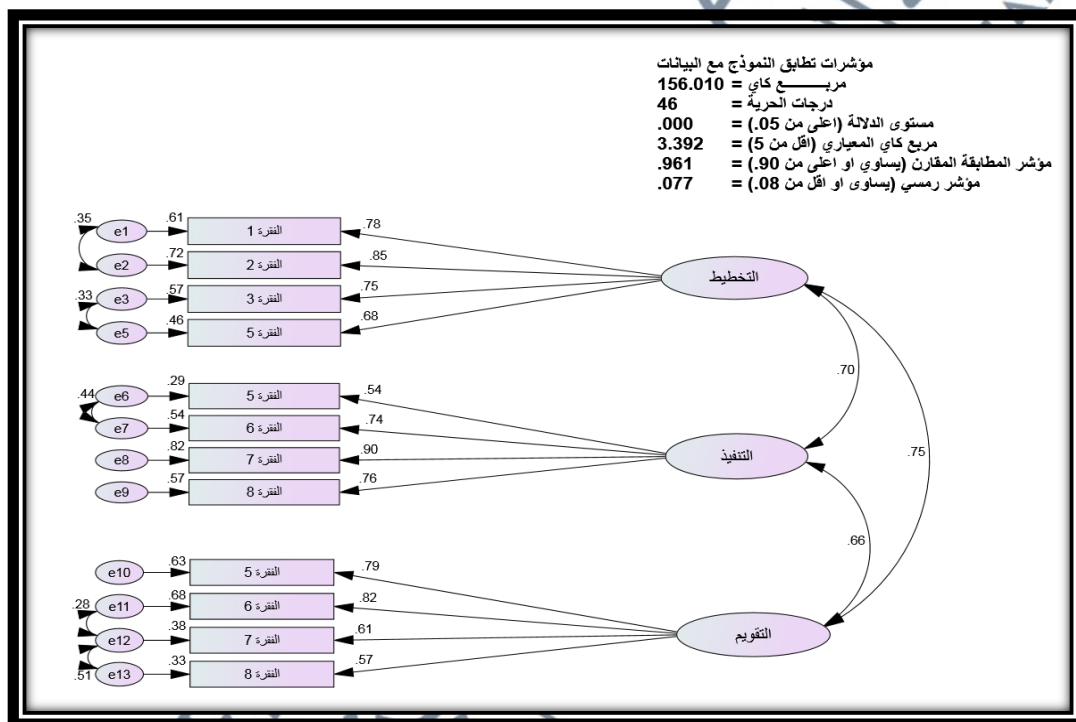 مؤشرات تطابق النموذج مع البيانات
مربـــــــــع كاي = 156.010
درجات الحرية = 46
مستوى الدلالة (اعلى من 05.) = 000.
مربع كاي المعياري (اقل من 5) = 3.392
مؤشر المطابقة المقارن (يساوي او اعلى من 90.) = 961.
مؤشر رمسي (يساوى او اقل من 08.) = 077.
.35 e1 .61 الفقرة 1 .78
e2 .72 الفقرة 2 .85
.33 e3 .57 الفقرة 3 .75
e5 .46 الفقرة 5 .68
التخطيط
.70
.44 e6 .29 الفقرة 5 .54
e7 .54 الفقرة 6 .74
e8 .82 الفقرة 7 .90
e9 .57 الفقرة 8 .76
التنفيذ
.75
.66
e10 .63 الفقرة 5 .79
.28 e11 .68 الفقرة 6 .82
e12 .38 الفقرة 7 .61
.51 e13 .33 الفقرة 8 .57
التقويم